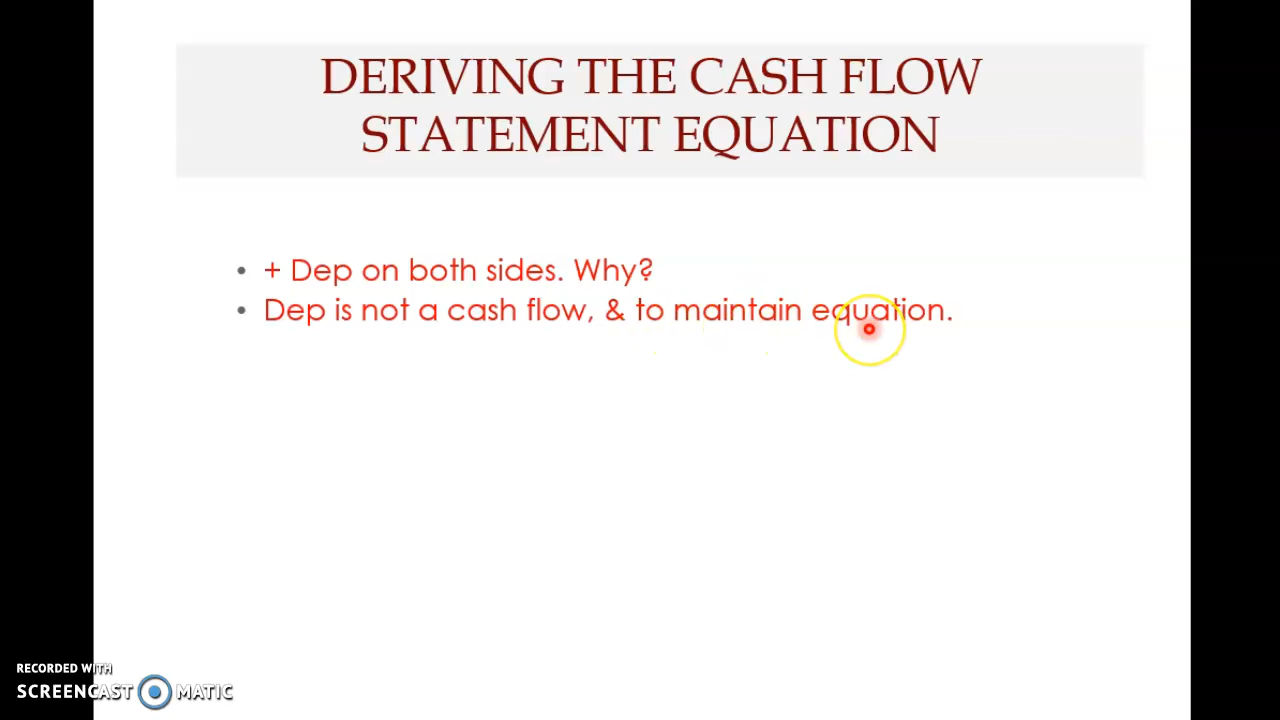 DERIVING THE CASH FLOW
STATEMENT EQUATION
• + Dep on both sides. Why?
• Dep is not a cash flow, & to maintain equation.
RECORDED WITH
SCREENCAST MATIC